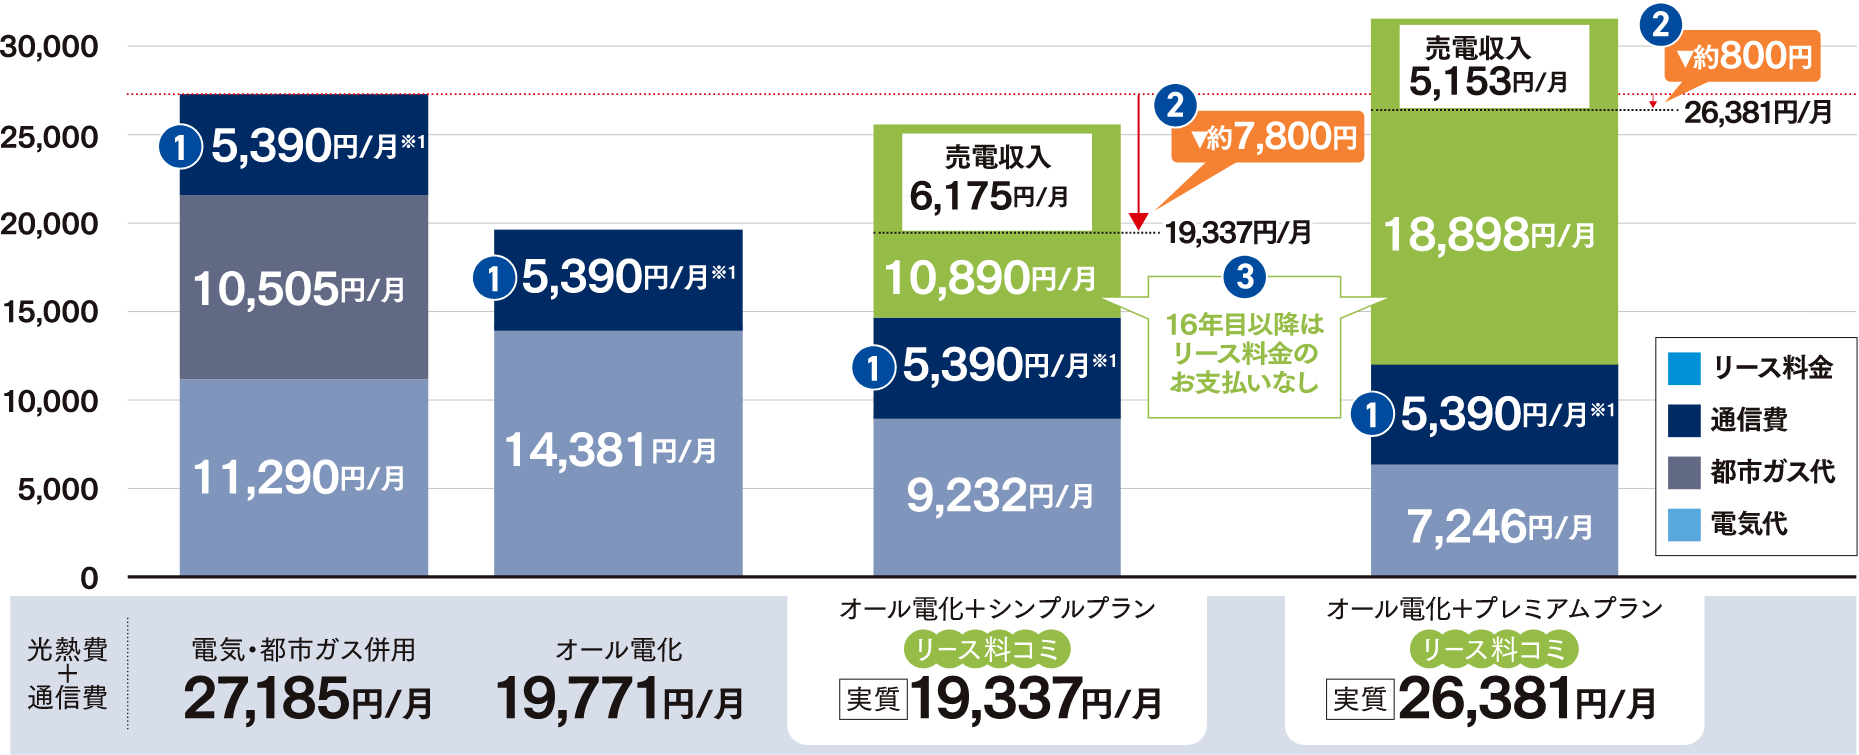 30,000
25,000
20,000
15,000
10,000
5,000
0
1 5,390円/月※1
10,505円/月
11,290円/月
1 5,390円/月※1
14,381円/月
売電収入
6,175円/月
10,890円/月
1 5,390円/月※1
9,232円/月
2
▼約7,800円
19,337円/月
3
16年目以降は
リース料金の
お支払いなし
売電収入
5,153円/月
18,898円/月
1 5,390円/月※1
7,246円/月
2
▼約800円
26,381円/月
リース料金
通信費
都市ガス代
電気代
光熱費
＋
通信費
電気・都市ガス併用
27,185円/月
オール電化
19,771円/月
オール電化＋シンプルプラン
リース料コミ
実質 19,337円/月
オール電化＋プレミアムプラン
リース料コミ
実質 26,381円/月